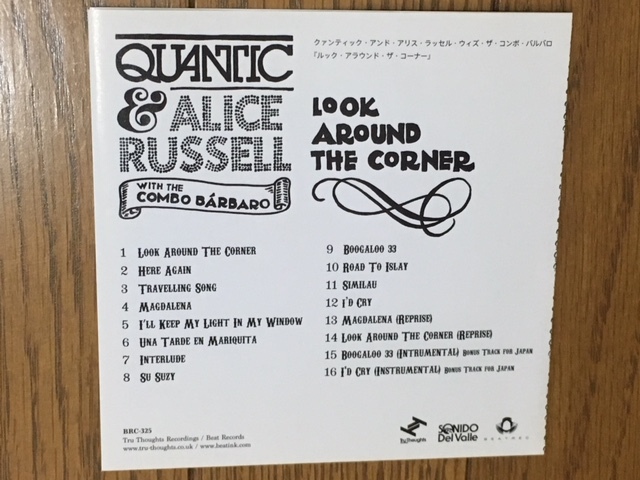 QUANTIC
& ALICE
RUSSELL
WITH THE
COMBO BÁRBARO
クァンティック・アンド・アリス・ラッセル・ウィズ・ザ・コンボ・バルバロ
『ルック・アラウンド・ザ・コーナー』
LOOK
AROUND
THE CORNER
1 LOOK AROUND THE CORNER
2 HERE AGAIN
3 TRAVELLING SONG
4 MAGDALENA
5 I'LL KEEP MY LIGHT IN MY WINDOW
6 UNA TARDE EN MARIQUITA
7 INTERLUDE
8 SU SUZY
9 BOOGALOO 33
10 ROAD TO ISLAY
11 SIMILAU
12 I'D CRY
13 MAGDALENA (REPRISE)
14 LOOK AROUND THE CORNER (REPRISE)
15 BOOGALOO 33 (INTRUMENTAL) BONUS TRACK FOR JAPAN
16 I'D CRY (INSTRUMENTAL) BONUS TRACK FOR JAPAN
BRC-325
Tru Thoughts Recordings / Beat Records
www.tru-thoughts.co.uk / www.beatink.com
Tru Thoughts
SONIDO
Del Valle
BEATREC